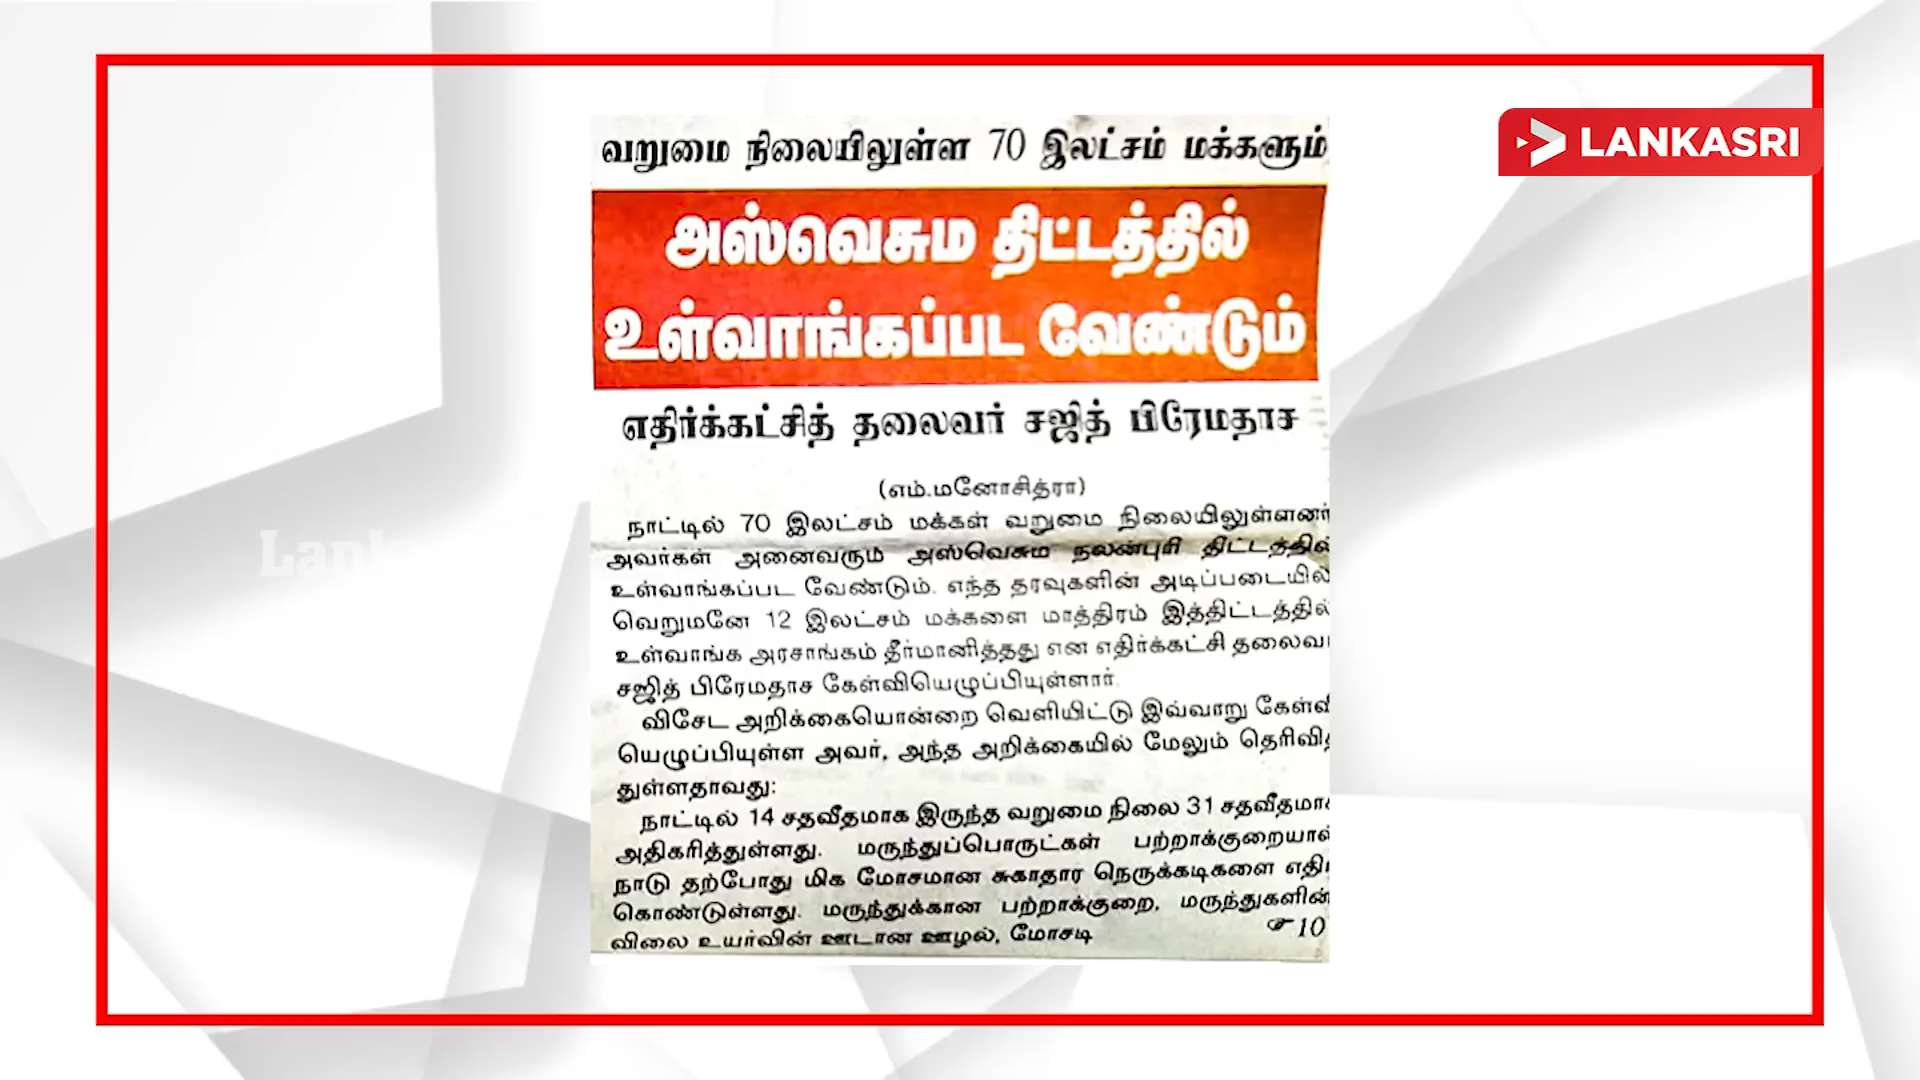 LANKASRI
வறுமை நிலையிலுள்ள 70 இலட்சம் மக்களும்
அஸ்வெசும திட்டத்தில்
உள்வாங்கப்பட வேண்டும்
எதிர்க்கட்சித் தலைவர் சஜித் பிரேமதாச
(எம்.மனோசித்ரா)
நாட்டில் 70 இலட்சம் மக்கள் வறுமை நிலையிலுள்ளனர்
அவர்கள் அனைவரும் அஸ்வெசும நலன்புரி திட்டத்தில்
உள்வாங்கப்பட வேண்டும். எந்த தரவுகளின் அடிப்படையில்
வெறுமனே 12 இலட்சம் மக்களை மாத்திரம் இத்திட்டத்தில்
உள்வாங்க அரசாங்கம் தீர்மானித்தது என எதிர்க்கட்சி தலைவர
சஜித் பிரேமதாச கேள்வியெழுப்பியுள்ளார்.
விசேட அறிக்கையொன்றை வெளியிட்டு இவ்வாறு கேள்வி
யெழுப்பியுள்ள அவர், அந்த அறிக்கையில் மேலும் தெரிவித்
துள்ளதாவது:
நாட்டில் 14 சதவீதமாக இருந்த வறுமை நிலை 31 சதவீதமாக
அதிகரித்துள்ளது. மருந்துப்பொருட்கள் பற்றாக்குறையால்
நாடு தற்போது மிக மோசமான சுகாதார நெருக்கடிகளை எதிர்
கொண்டுள்ளது. மருந்துக்கான பற்றாக்குறை, மருந்துகளின்
விலை உயர்வின் ஊடான ஊழல், மோசடி ☞10